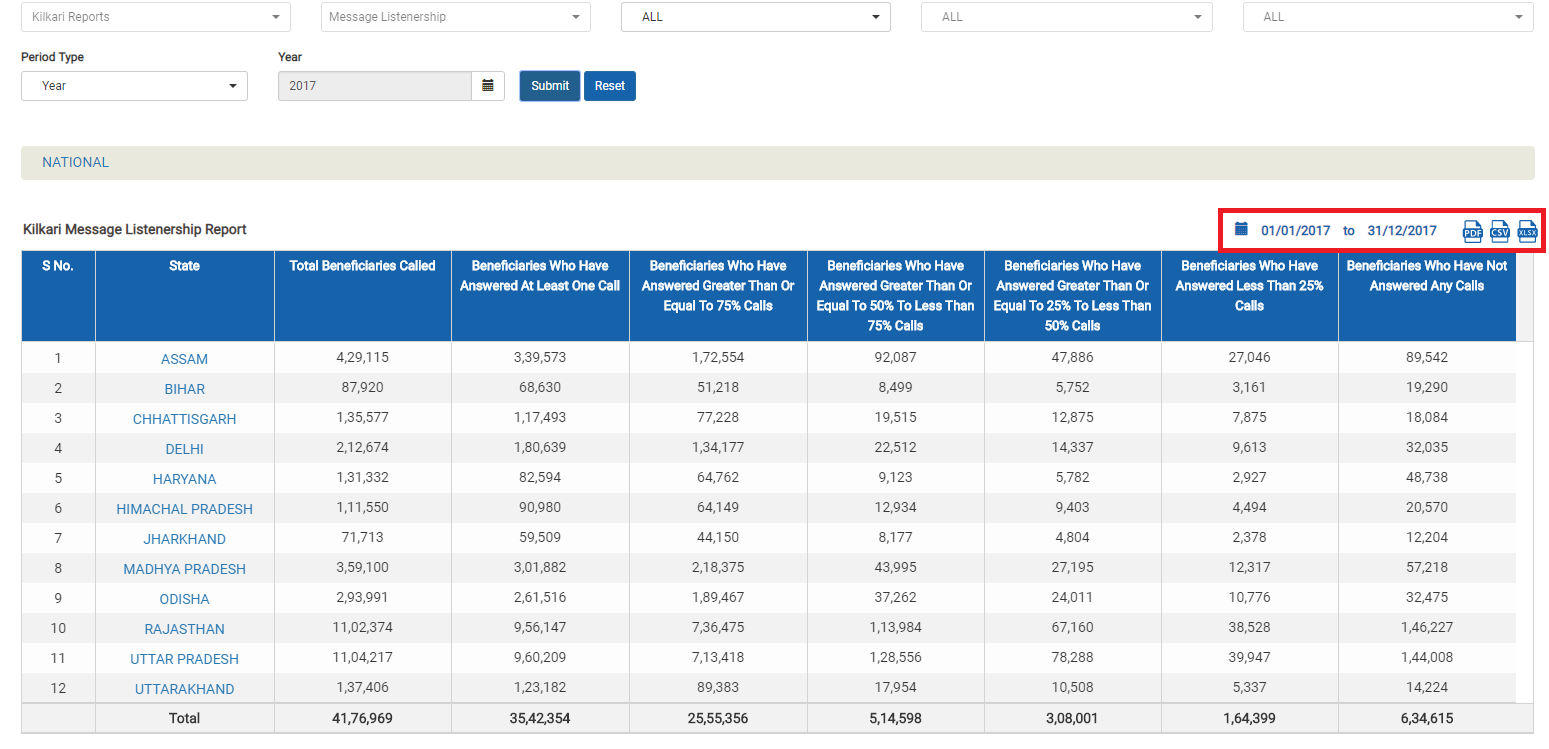 Kilkari Reports Message Listenership ALL ALL ALL
Period Type Year
Year 2017 Submit Reset
NATIONAL
Kilkari Message Listenership Report 01/01/2017 to 31/12/2017 PDF CSV XLSX
S No. State Total Beneficiaries Called Beneficiaries Who Have Beneficiaries Who Have Beneficiaries Who Have Beneficiaries Who Have Beneficiaries Who Have Beneficiaries Who Have Not
Answered At Least One Call Answered Greater Than Or Answered Greater Than Or Answered Greater Than Or Answered Less Than 25% Answered Any Calls
Equal To 75% Calls Equal To 50% To Less Than Equal To 25% To Less Than Calls
75% Calls 50% Calls
1 ASSAM 4,29,115 3,39,573 1,72,554 92,087 47,886 27,046 89,542
2 BIHAR 87,920 68,630 51,218 8,499 5,752 3,161 19,290
3 CHHATTISGARH 1,35,577 1,17,493 77,228 19,515 12,875 7,875 18,084
4 DELHI 2,12,674 1,80,639 1,34,177 22,512 14,337 9,613 32,035
5 HARYANA 1,31,332 82,594 64,762 9,123 5,782 2,927 48,738
6 HIMACHAL PRADESH 1,11,550 90,980 64,149 12,934 9,403 4,494 20,570
7 JHARKHAND 71,713 59,509 44,150 8,177 4,804 2,378 12,204
8 MADHYA PRADESH 3,59,100 3,01,882 2,18,375 43,995 27,195 12,317 57,218
9 ODISHA 2,93,991 2,61,516 1,89,467 37,262 24,011 10,776 32,475
10 RAJASTHAN 11,02,374 9,56,147 7,36,475 1,13,984 67,160 38,528 1,46,227
11 UTTAR PRADESH 11,04,217 9,60,209 7,13,418 1,28,556 78,288 39,947 1,44,008
12 UTTARAKHAND 1,37,406 1,23,182 89,383 17,954 10,508 5,337 14,224
Total 41,76,969 35,42,354 25,55,356 5,14,598 3,08,001 1,64,399 6,34,615